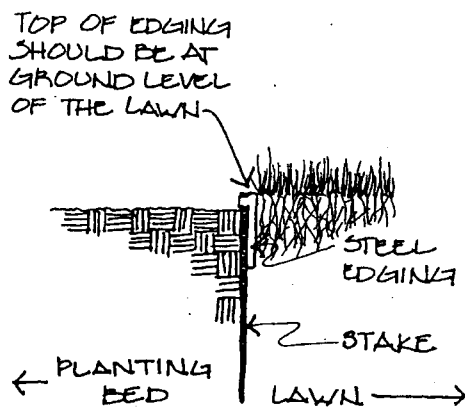 TOP OF EDGING
SHOULD BE AT
GROUND LEVEL
OF THE LAWN
STEEL
EDGING
STAKE
PLANTING
BED
LAWN